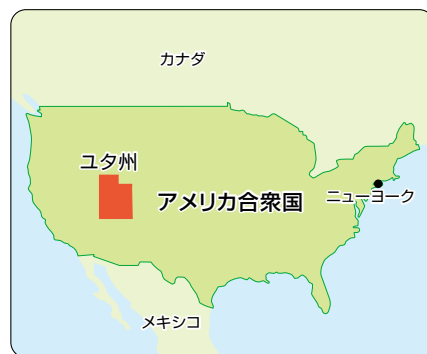 カナダ
ユタ州
アメリカ合衆国
ニューヨーク
メキシコ